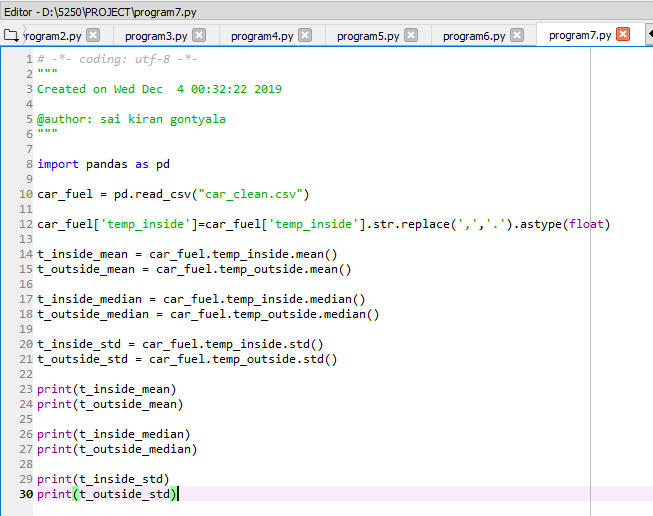 Editor - D:\5250\PROJECT\program7.py
rogram2.py program3.py program4.py program5.py program6.py program7.py
1 # -*- coding: utf-8 -*-
2 """
3 Created on Wed Dec  4 00:32:22 2019
4
5 @author: sai kiran gontyala
6 """
7
8 import pandas as pd
9
10 car_fuel = pd.read_csv("car_clean.csv")
11
12 car_fuel['temp_inside']=car_fuel['temp_inside'].str.replace(',','.').astype(float)
13
14 t_inside_mean = car_fuel.temp_inside.mean()
15 t_outside_mean = car_fuel.temp_outside.mean()
16
17 t_inside_median = car_fuel.temp_inside.median()
18 t_outside_median = car_fuel.temp_outside.median()
19
20 t_inside_std = car_fuel.temp_inside.std()
21 t_outside_std = car_fuel.temp_outside.std()
22
23 print(t_inside_mean)
24 print(t_outside_mean)
25
26 print(t_inside_median)
27 print(t_outside_median)
28
29 print(t_inside_std)
30 print(t_outside_std)